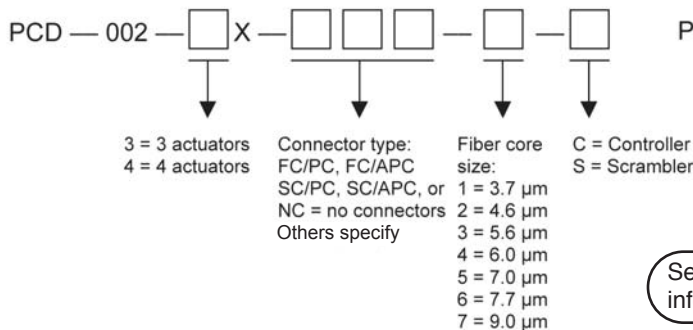 PCD — 002 — X — — — P
3 = 3 actuators
4 = 4 actuators
Connector type:
FC/PC, FC/APC
SC/PC, SC/APC, or
NC = no connectors
Others specify
Fiber core
size:
1 = 3.7 µm
2 = 4.6 µm
3 = 5.6 µm
4 = 6.0 µm
5 = 7.0 µm
6 = 7.7 µm
7 = 9.0 µm
C = Controller
S = Scrambler
Se
inf